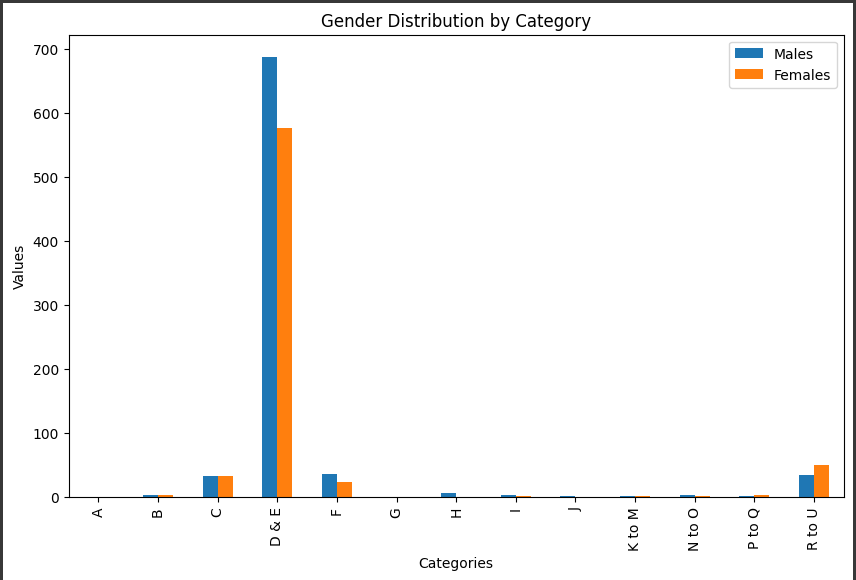 Gender Distribution by Category
Males
Females
Values
700
600
500
400
300
200
100
0
A
B
C
D & E
F
G
H
I
J
K to M
N to O
P to Q
R to U
Categories